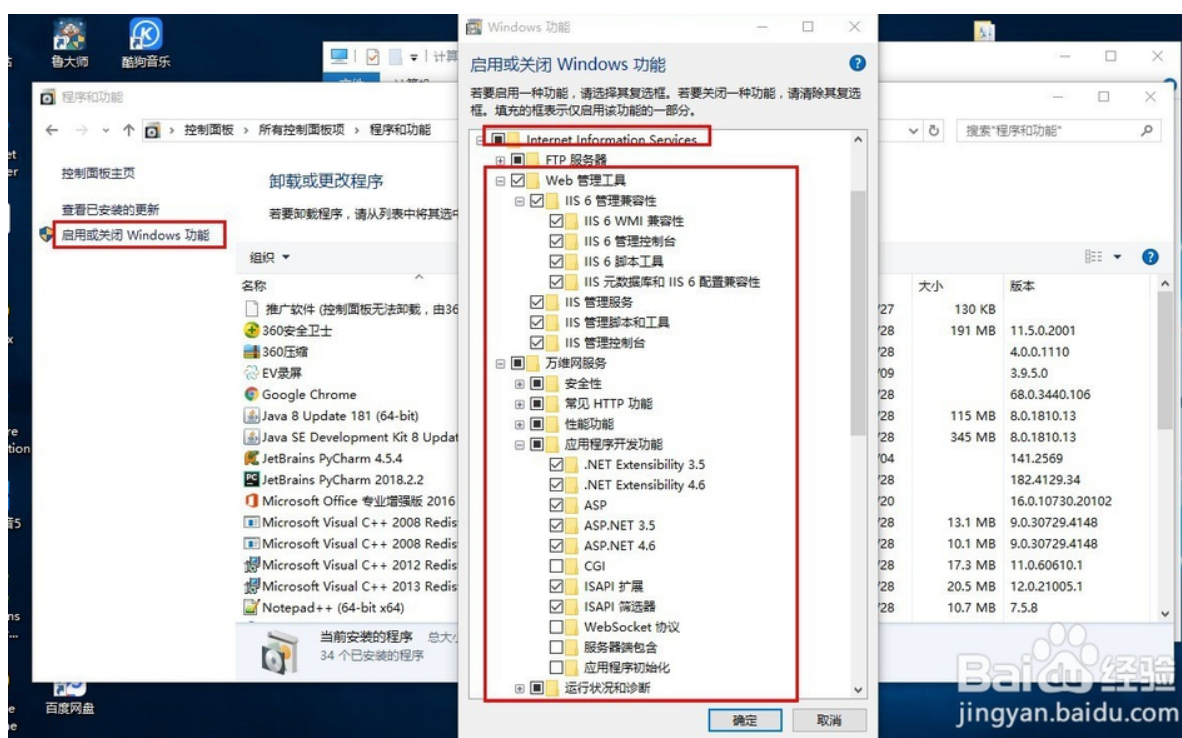 鲁大师
酷狗音乐
Windows 功能
启用或关闭 Windows 功能
若要启用一种功能，请选择其复选框。若要关闭一种功能，请清除其复选
框。填充的框表示仅启用该功能的一部分。
Internet Information Services
FTP 服务器
Web 管理工具
IIS 6 管理兼容性
IIS 6 WMI 兼容性
IIS 6 管理控制台
IIS 6 脚本工具
IIS 元数据库和 IIS 6 配置兼容性
IIS 管理服务
IIS 管理脚本和工具
IIS 管理控制台
万维网服务
安全性
常见 HTTP 功能
性能功能
应用程序开发功能
.NET Extensibility 3.5
.NET Extensibility 4.6
ASP
ASP.NET 3.5
ASP.NET 4.6
CGI
ISAPI 扩展
ISAPI 筛选器
WebSocket 协议
服务器端包含
应用程序初始化
运行状况和诊断
确定 取消
计算
程序和功能
控制面板 › 所有控制面板项 › 程序和功能
搜索"程序和功能"
控制面板主页
查看已安装的更新
启用或关闭 Windows 功能
卸载或更改程序
若要卸载程序，请从列表中将其选中
组织
名称 大小 版本
推广软件 (控制面板无法卸载，由36 /27 130 KB
360安全卫士 /28 191 MB 11.5.0.2001
360压缩 /28 4.0.0.1110
EV录屏 /09 3.9.5.0
Google Chrome /28 68.0.3440.106
Java 8 Update 181 (64-bit) /28 115 MB 8.0.1810.13
Java SE Development Kit 8 Updat /28 345 MB 8.0.1810.13
JetBrains PyCharm 4.5.4 /04 141.2569
JetBrains PyCharm 2018.2.2 /28 182.4129.34
Microsoft Office 专业增强版 2016 /20 16.0.10730.20102
Microsoft Visual C++ 2008 Redis /28 13.1 MB 9.0.30729.4148
Microsoft Visual C++ 2008 Redis /28 10.1 MB 9.0.30729.4148
Microsoft Visual C++ 2012 Redis /28 17.3 MB 11.0.60610.1
Microsoft Visual C++ 2013 Redis /28 20.5 MB 12.0.21005.1
Notepad++ (64-bit x64) /28 10.7 MB 7.5.8
当前安装的程序 总大小
34 个已安装的程序
百度网盘
Baidu经验
jingyan.baidu.com